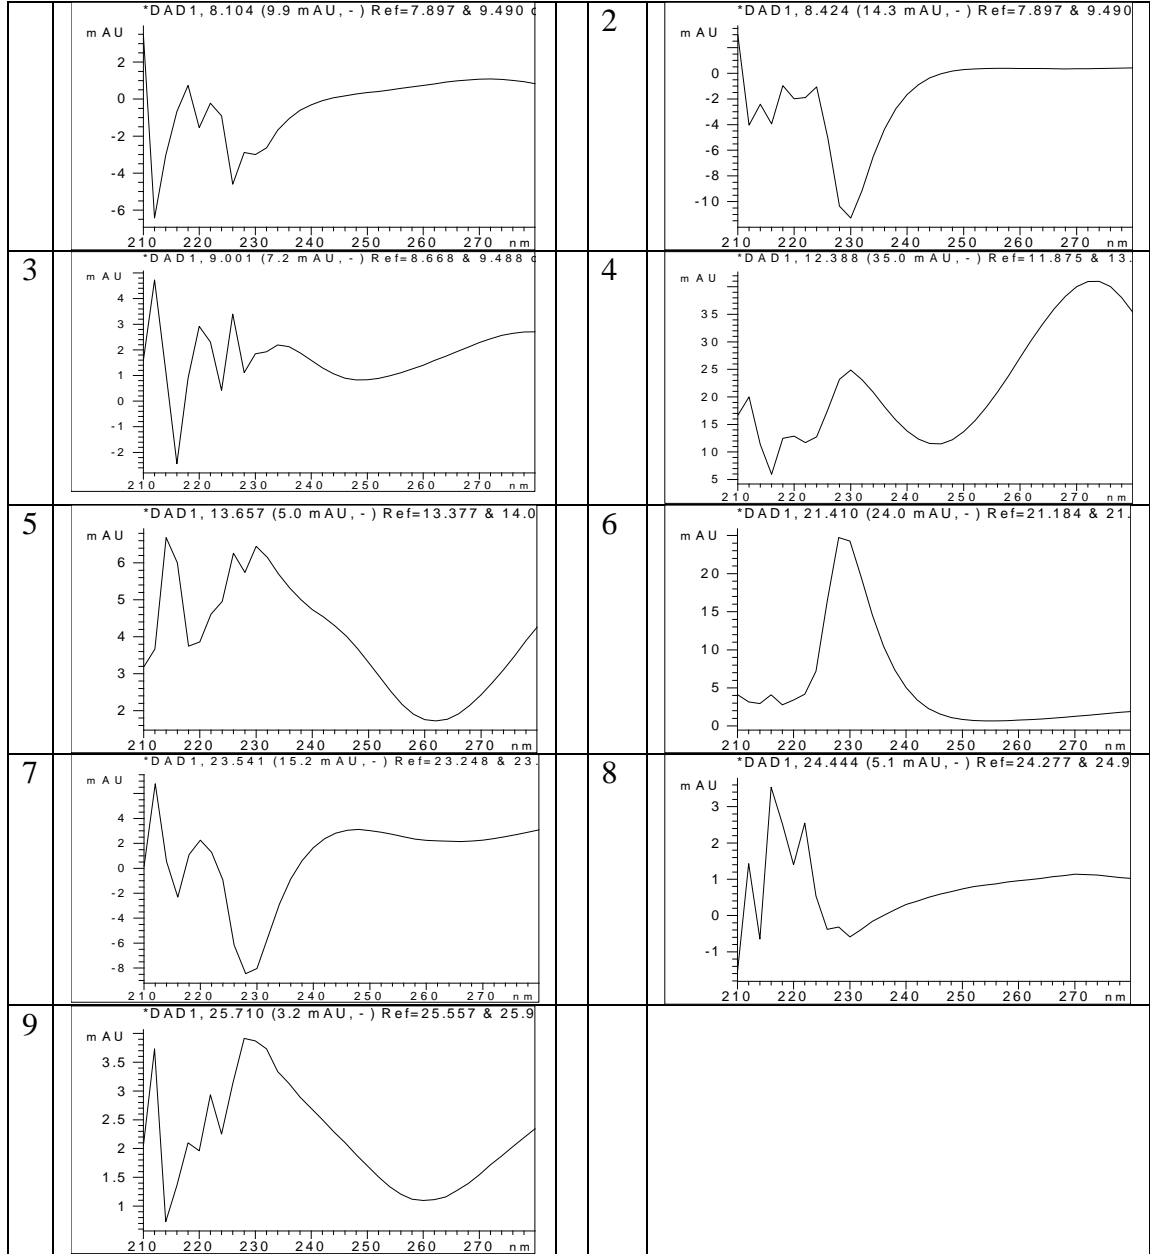 *DAD1, 8.104 (9.9 mAU, - ) Ref=7.897 & 9.490
mAU
2
0
-2
-4
-6
210 220 230 240 250 260 270 nm
2
*DAD1, 8.424 (14.3 mAU, - ) Ref=7.897 & 9.490
mAU
0
-2
-4
-6
-8
-10
210 220 230 240 250 260 270 nm
3
*DAD1, 9.001 (7.2 mAU, - ) Ref=8.668 & 9.488
mAU
4
3
2
1
0
-1
-2
210 220 230 240 250 260 270 nm
4
*DAD1, 12.388 (35.0 mAU, - ) Ref=11.875 & 13.
mAU
35
30
25
20
15
10
5
210 220 230 240 250 260 270 nm
5
*DAD1, 13.657 (5.0 mAU, - ) Ref=13.377 & 14.0
mAU
6
5
4
3
2
210 220 230 240 250 260 270 nm
6
*DAD1, 21.410 (24.0 mAU, - ) Ref=21.184 & 21.
mAU
20
15
10
5
0
210 220 230 240 250 260 270 nm
7
*DAD1, 23.541 (15.2 mAU, - ) Ref=23.248 & 23.
mAU
4
2
0
-2
-4
-6
-8
210 220 230 240 250 260 270 nm
8
*DAD1, 24.444 (5.1 mAU, - ) Ref=24.277 & 24.9
mAU
3
2
1
0
-1
210 220 230 240 250 260 270 nm
9
*DAD1, 25.710 (3.2 mAU, - ) Ref=25.557 & 25.9
mAU
3.5
3
2.5
2
1.5
1
210 220 230 240 250 260 270 nm